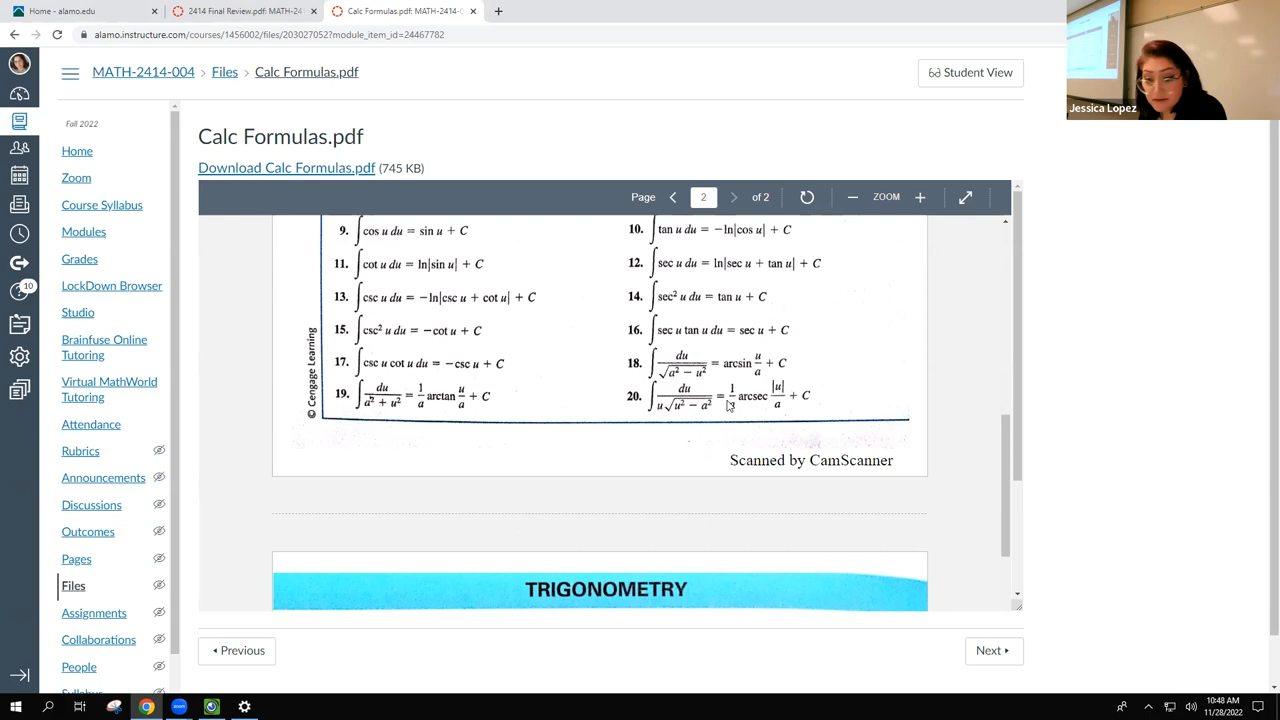 Home - alamo.edu
2414 Final Review.pdf: MATH-24
Calc Formulas.pdf: MATH-2414-0
alamo.instructure.com/courses/1456002/files/203027052?module_item_id=24467782
Jessica Lopez
MATH-2414-004 > Files > Calc Formulas.pdf
Student View
Fall 2022
Home
Zoom
Course Syllabus
Modules
Grades
LockDown Browser
Studio
Brainfuse Online
Tutoring
Virtual MathWorld
Tutoring
Attendance
Rubrics
Announcements
Discussions
Outcomes
Pages
Files
Assignments
Collaborations
People
Syllabus
10
Calc Formulas.pdf
Download Calc Formulas.pdf (745 KB)
Page 2 of 2 ZOOM
9. ∫cos u du = sin u + C
10. ∫tan u du = −ln|cos u| + C
11. ∫cot u du = ln|sin u| + C
12. ∫sec u du = ln|sec u + tan u| + C
13. ∫csc u du = −ln|csc u + cot u| + C
14. ∫sec² u du = tan u + C
15. ∫csc² u du = −cot u + C
16. ∫sec u tan u du = sec u + C
17. ∫csc u cot u du = −csc u + C
18. ∫ du / √(a² − u²) = arcsin u/a + C
19. ∫ du / (a² + u²) = 1/a arctan u/a + C
20. ∫ du / (u√(u² − a²)) = 1/a arcsec |u|/a + C
© Cengage Learning
Scanned by CamScanner
TRIGONOMETRY
Previous
Next
10:48 AM
11/28/2022